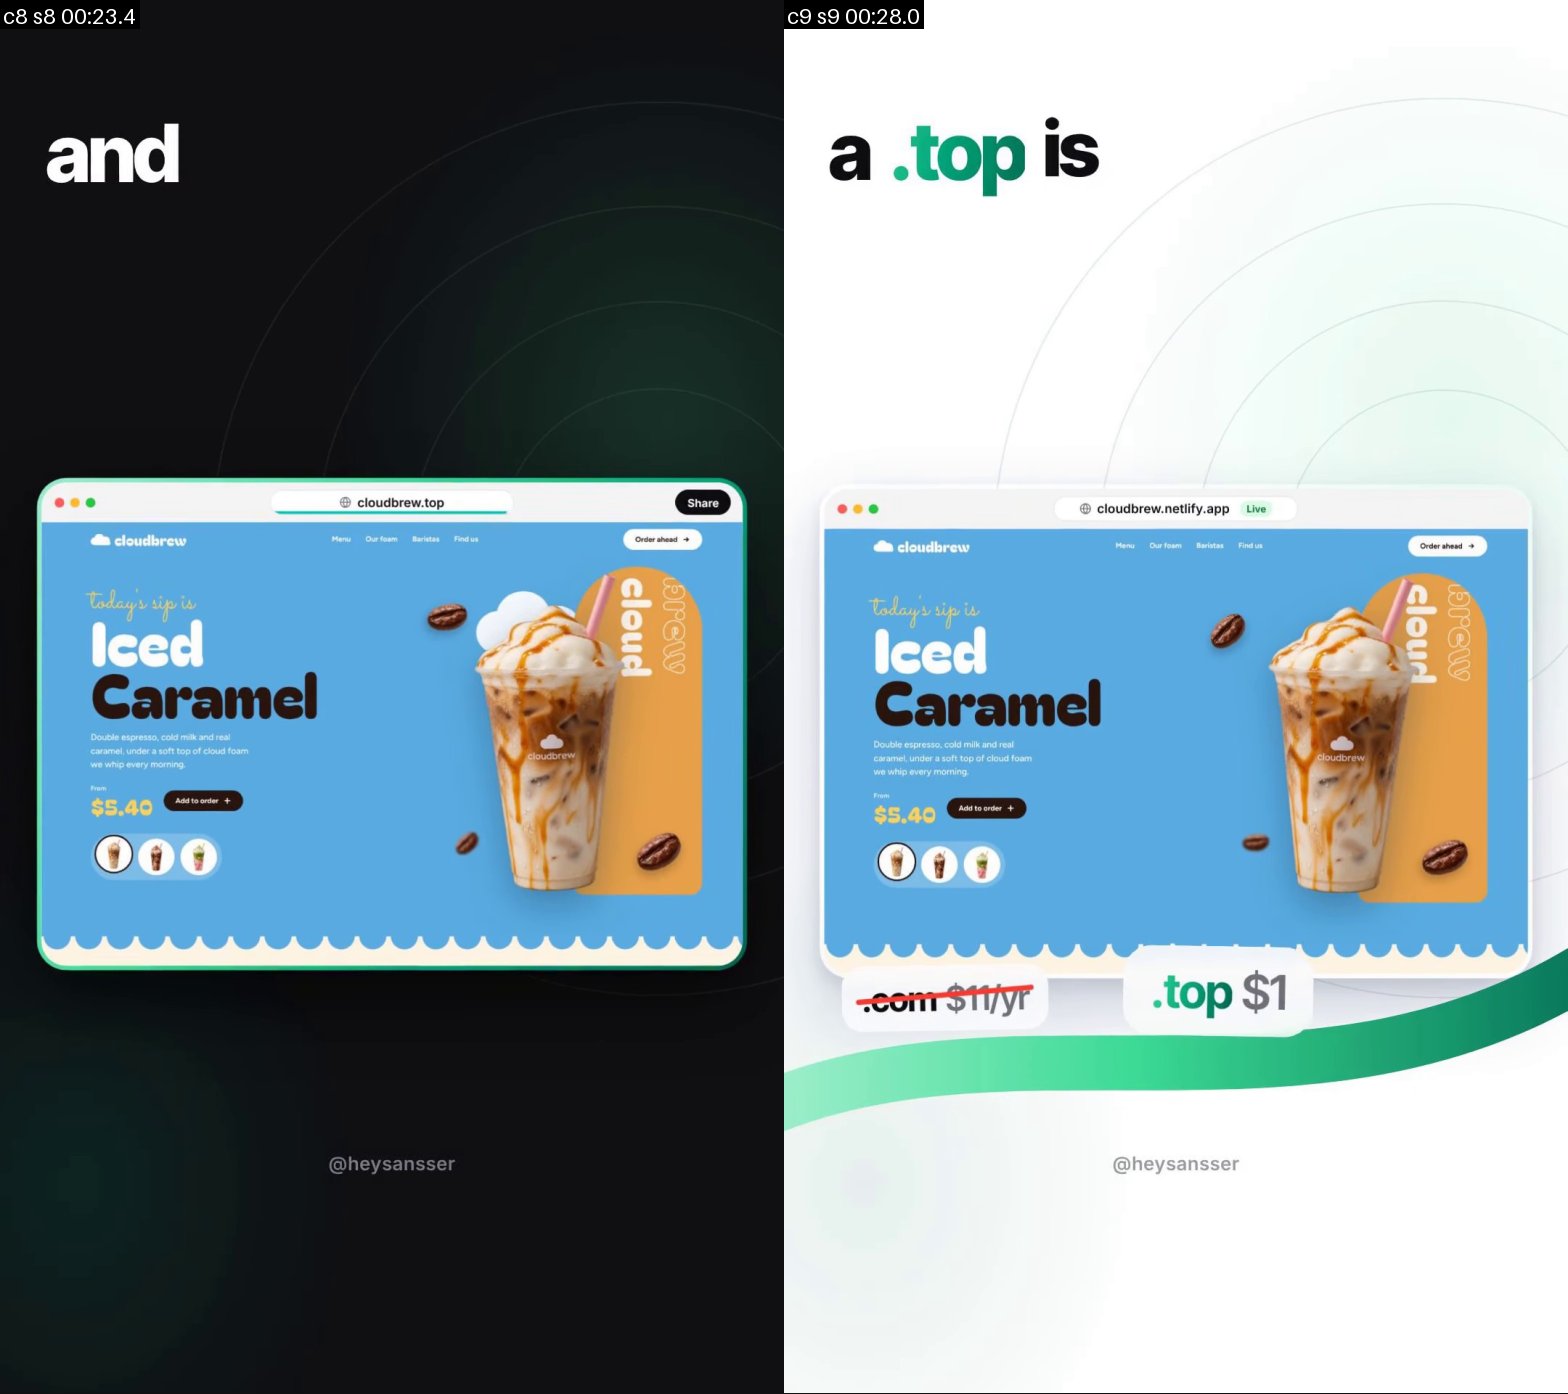 c8 s8 00:23.4
and
cloudbrew.top
Share
cloudbrew
Menu
Our foam
Baristas
Find us
Order ahead →
today's sip is
Iced
Caramel
Double espresso, cold milk and real
caramel, under a soft top of cloud foam
we whip every morning.
From
$5.40
Add to order +
cloud
brew
cloudbrew
@heysansser
c9 s9 00:28.0
a .top is
cloudbrew.netlify.app
Live
cloudbrew
Menu
Our foam
Baristas
Find us
Order ahead →
today's sip is
Iced
Caramel
Double espresso, cold milk and real
caramel, under a soft top of cloud foam
we whip every morning.
From
$5.40
Add to order +
cloud
brew
cloudbrew
.com $11/yr
.top $1
@heysansser